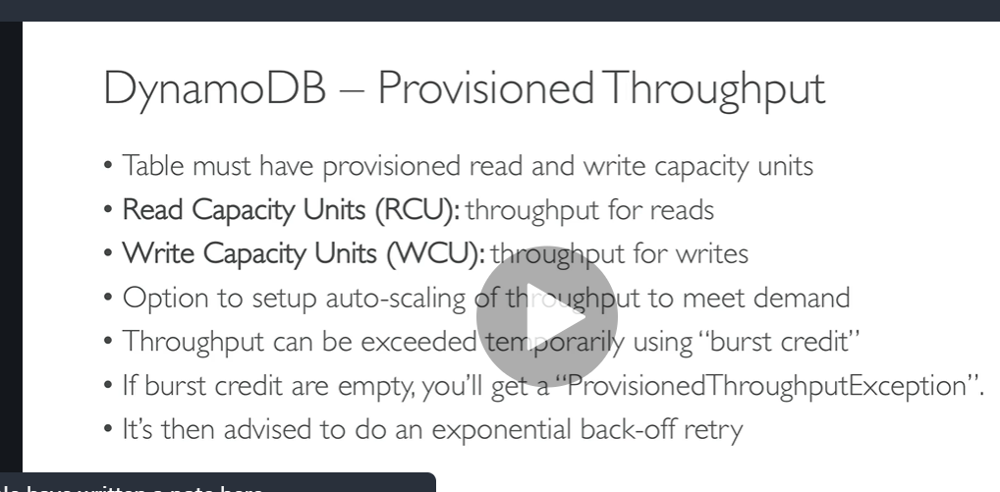 DynamoDB – Provisioned Throughput
• Table must have provisioned read and write capacity units
• Read Capacity Units (RCU): throughput for reads
• Write Capacity Units (WCU): throughput for writes
• Option to setup auto-scaling of throughput to meet demand
• Throughput can be exceeded temporarily using “burst credit”
• If burst credit are empty, you’ll get a “ProvisionedThroughputException”.
• It’s then advised to do an exponential back-off retry
have written a note here